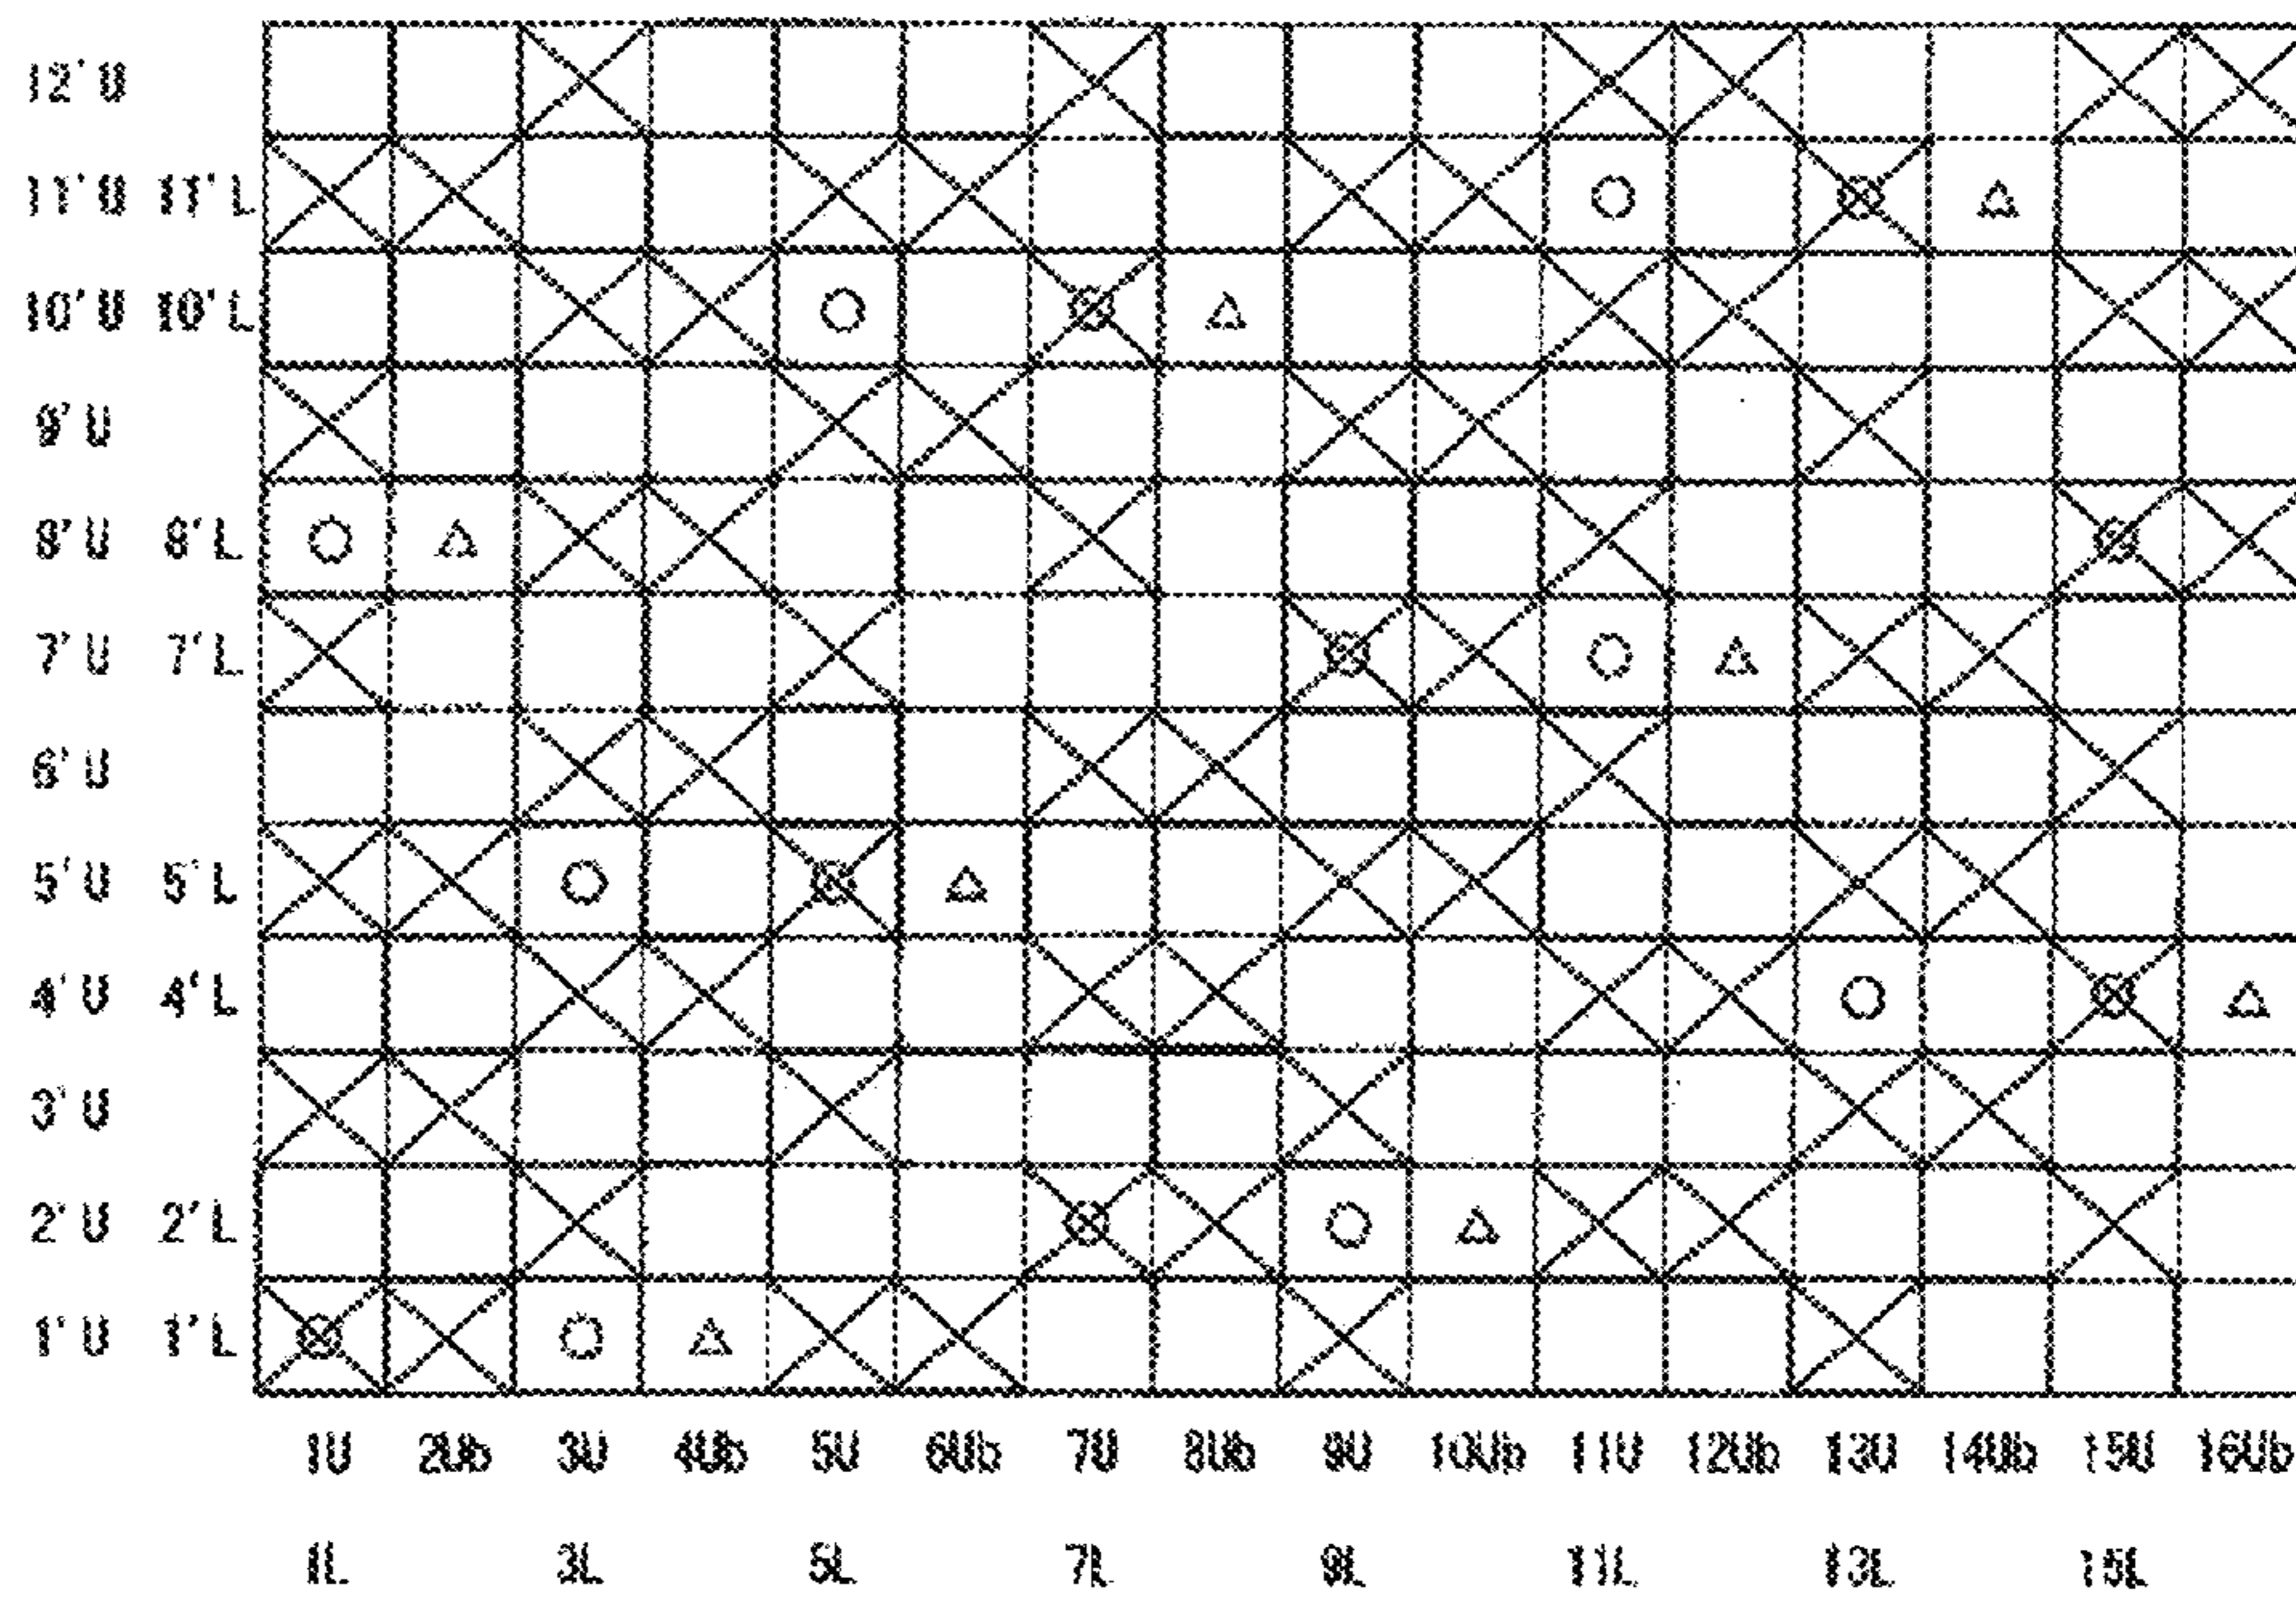 12'U
11'U 11'L
10'U 10'L
9'U
8'U 8'L
7'U 7'L
6'U
5'U 5'L
4'U 4'L
3'U
2'U 2'L
1'U 1'L
1U 2Ub 3U 4Ub 5U 6Ub 7U 8Ub 9U 10Ub 11U 12Ub 13U 14Ub 15U 16Ub
1L 3L 5L 7L 9L 11L 13L 15L